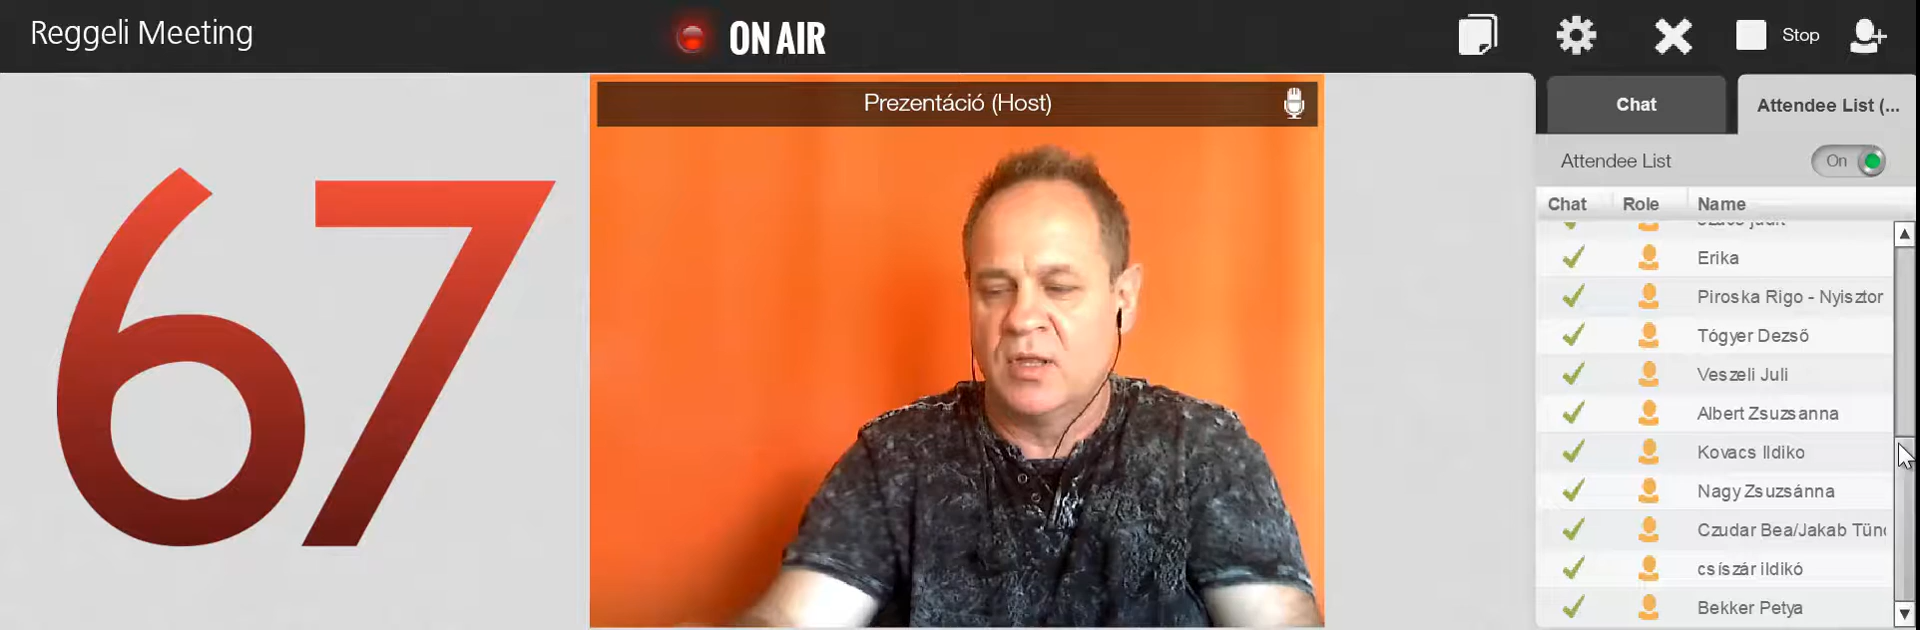 Reggeli Meeting
ON AIR
Stop
67
Prezentáció (Host)
Chat
Attendee List (...
Attendee List
On
Chat Role Name
Erika
Piroska Rigo - Nyisztor
Tógyer Dezső
Veszeli Juli
Albert Zsuzsanna
Kovacs Ildiko
Nagy Zsuzsánna
Czudar Bea/Jakab Tün
csíszár ildikó
Bekker Petya